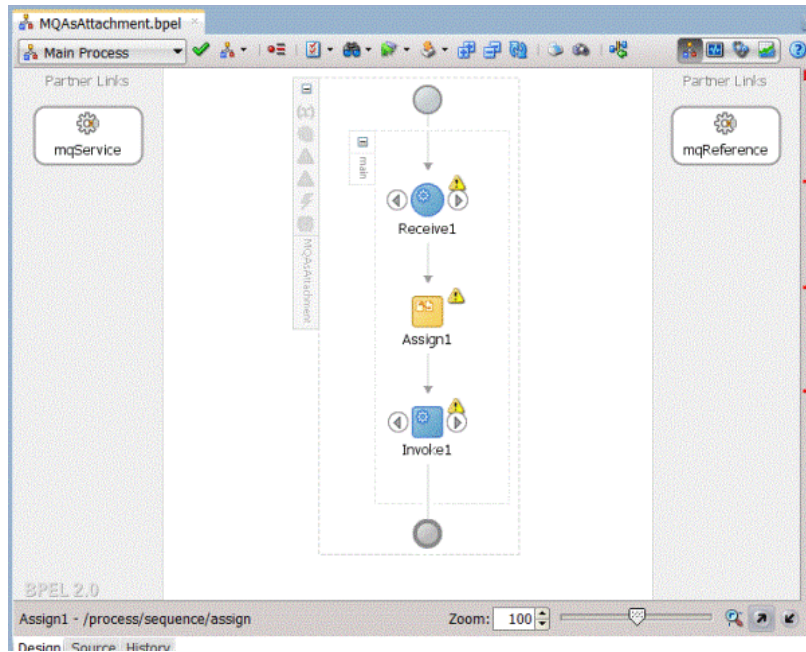 MQAsAttachment.bpel
Main Process
Partner Links
Partner Links
mqService
mqReference
(x)
main
Receive1
MQAsAttachment
Assign1
Invoke1
BPEL 2.0
Assign1 - /process/sequence/assign
Zoom: 100
Design Source History